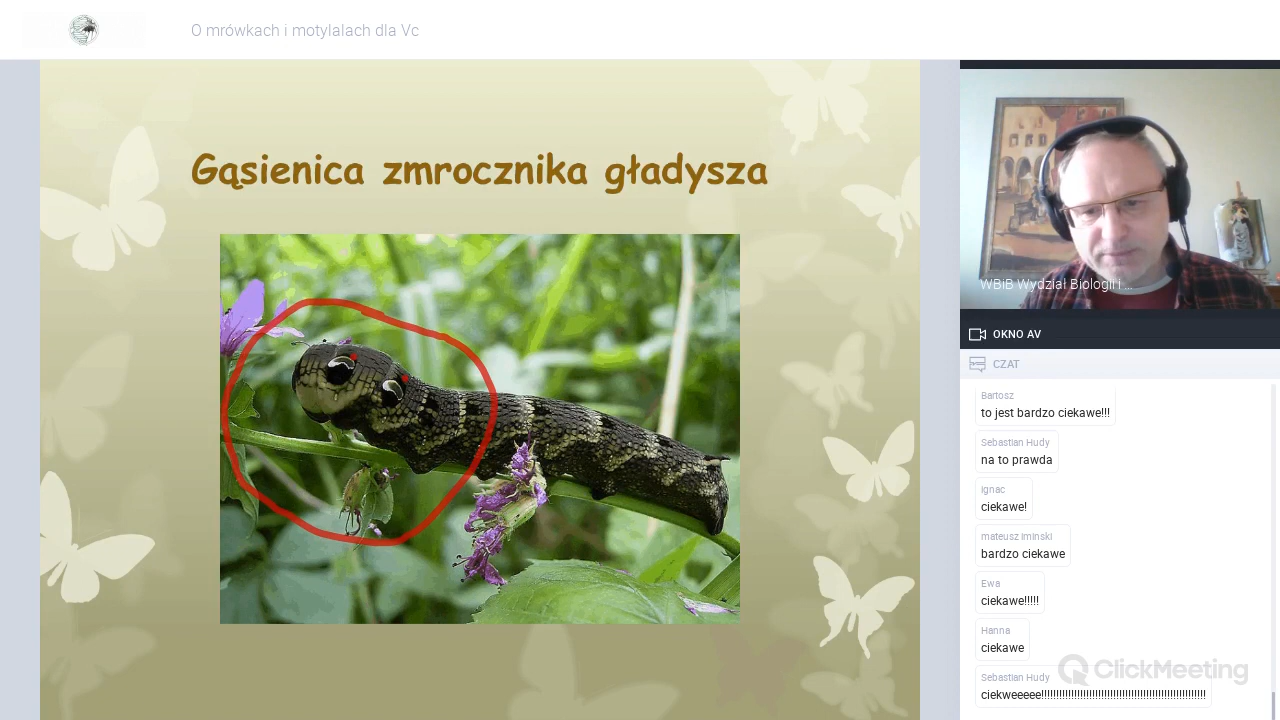 O mrówkach i motylalach dla Vc
Gąsienica zmrocznika gładysza
WBiB Wydział Biologii i ...
OKNO AV
CZAT
Bartosz
to jest bardzo ciekawe!!!
Sebastian Hudy
na to prawda
ignac
ciekawe!
mateusz iminski
bardzo ciekawe
Ewa
ciekawe!!!!!
Hanna
ciekawe
Sebastian Hudy
ciekweeeee!!!!!!!!!!!!!!!!!!!!!!!!!!!!!!!!!!!!!!!!!!!!!!!!!!!!!!!
ClickMeeting